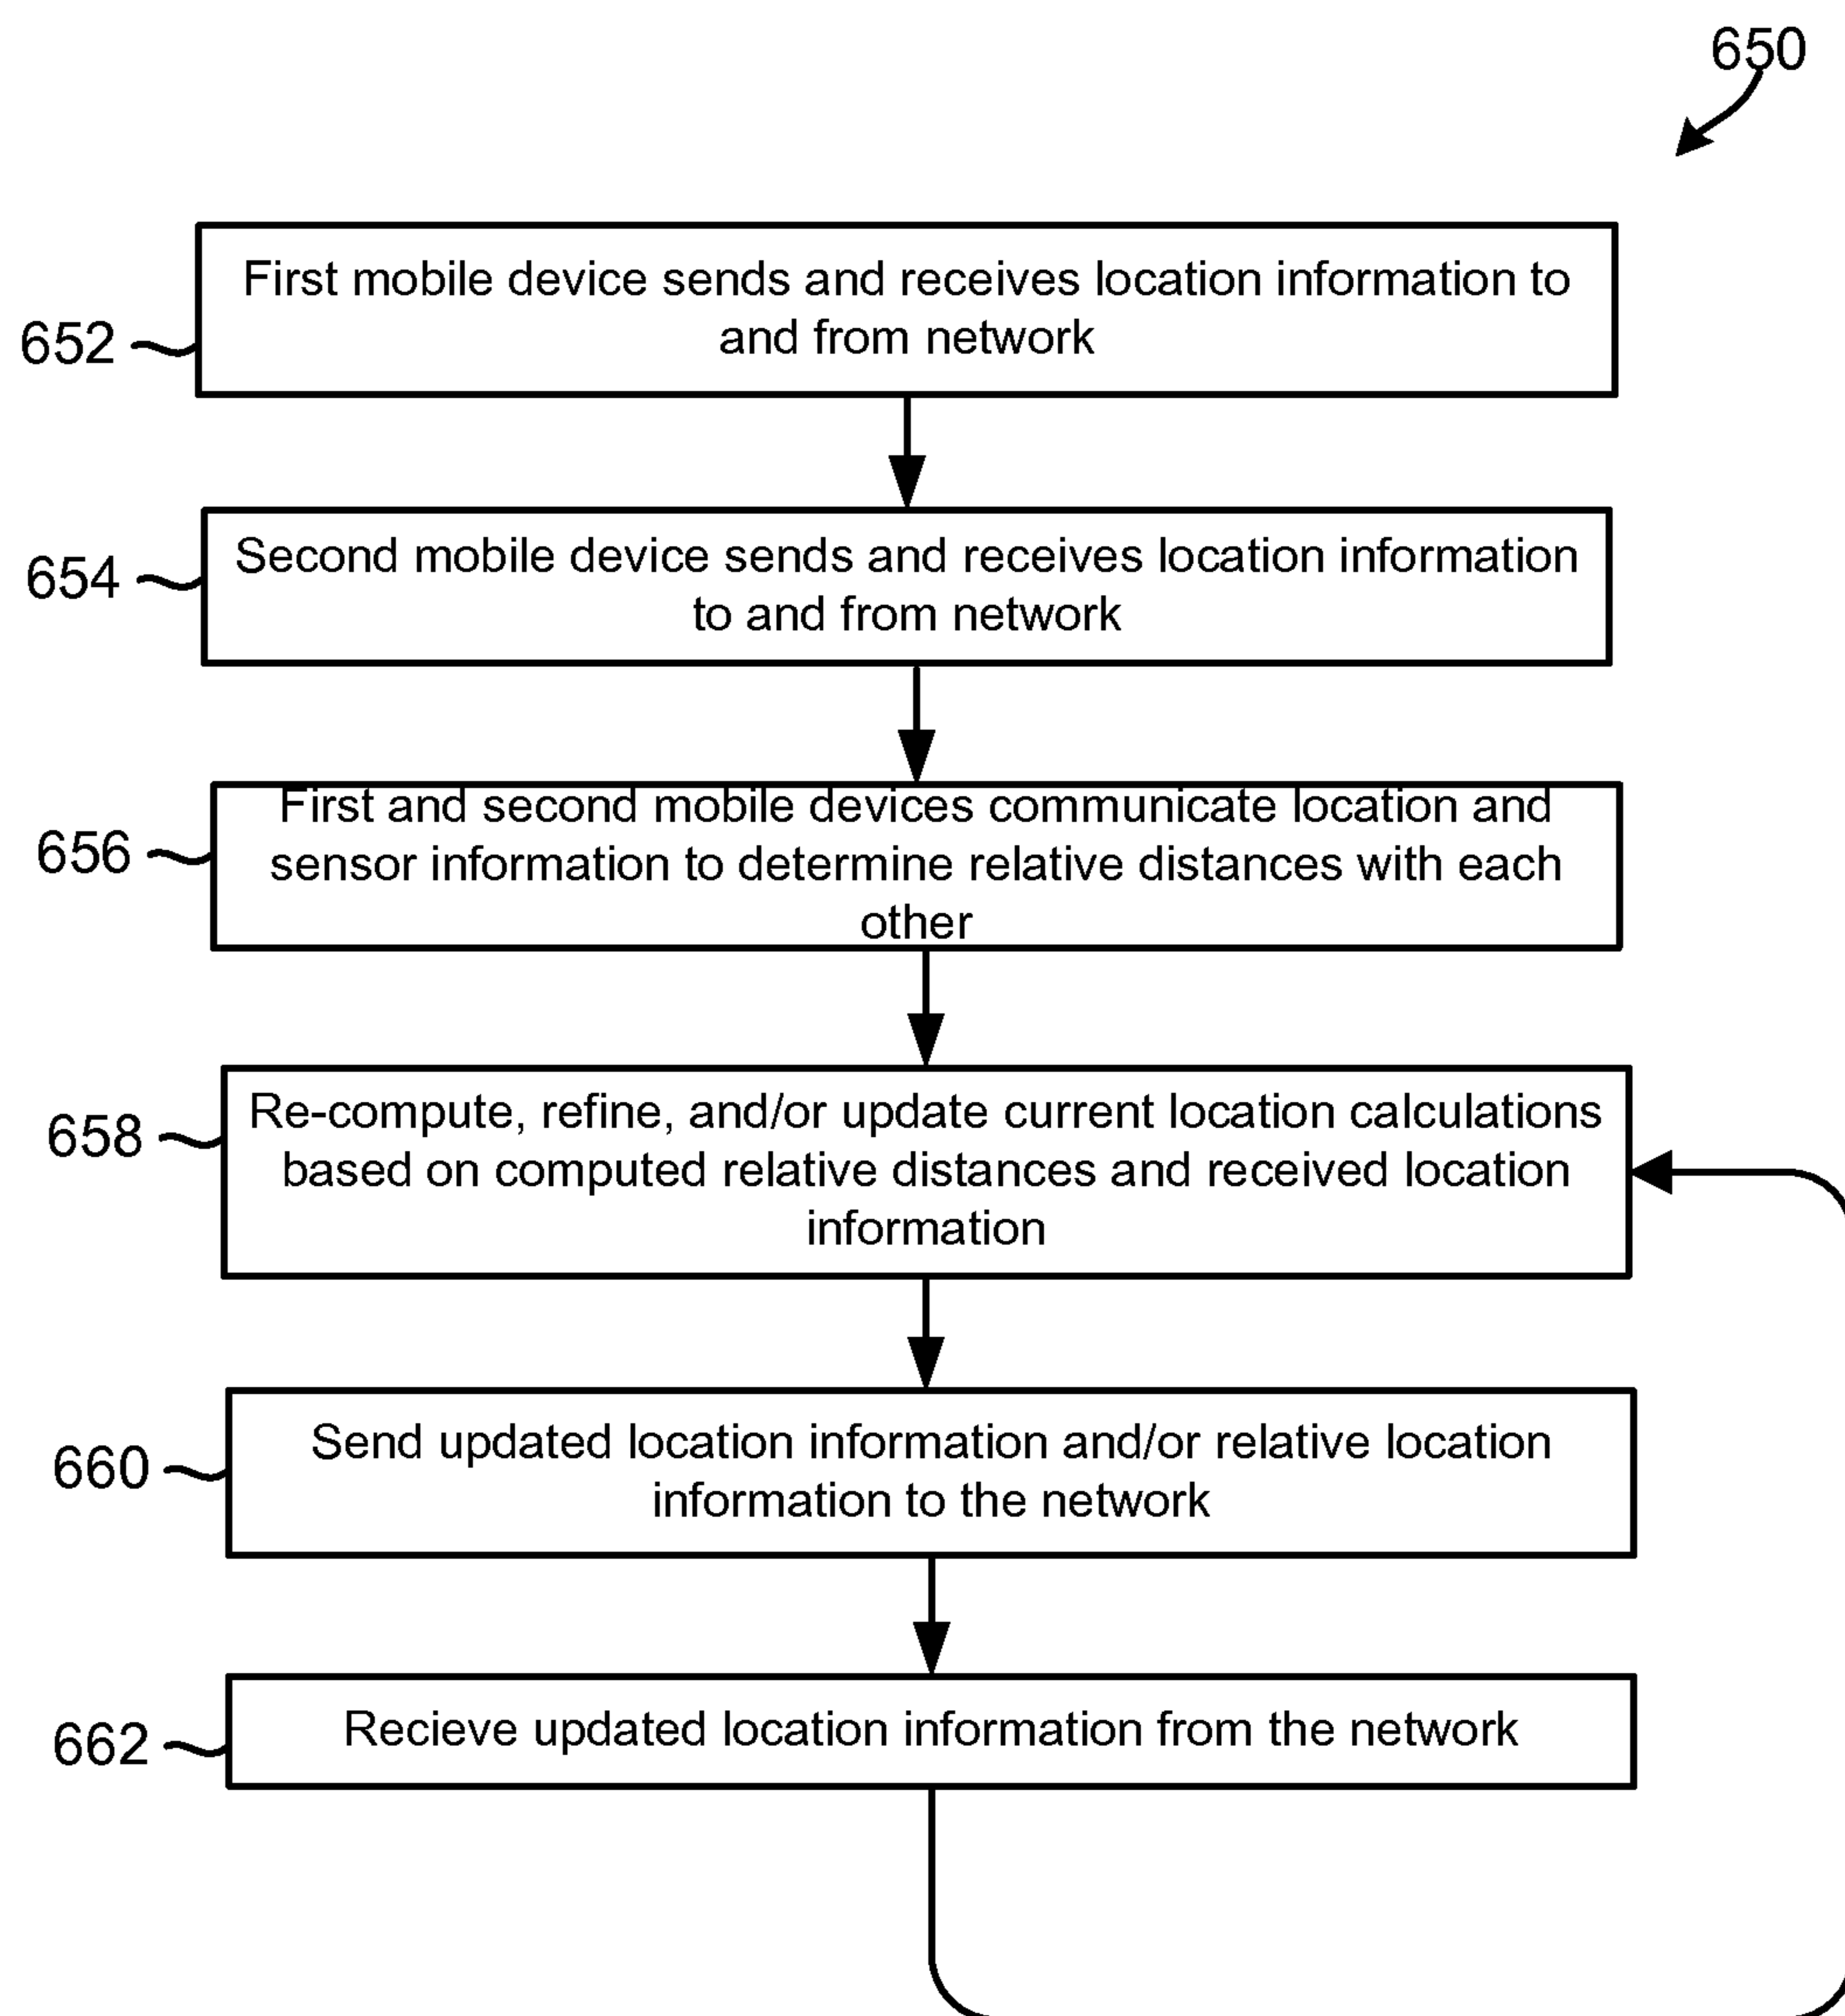 650
First mobile device sends and receives location information to
and from network
652
Second mobile device sends and receives location information
to and from network
654
First and second mobile devices communicate location and
sensor information to determine relative distances with each
other
656
Re-compute, refine, and/or update current location calculations
based on computed relative distances and received location
information
658
Send updated location information and/or relative location
information to the network
660
Recieve updated location information from the network
662